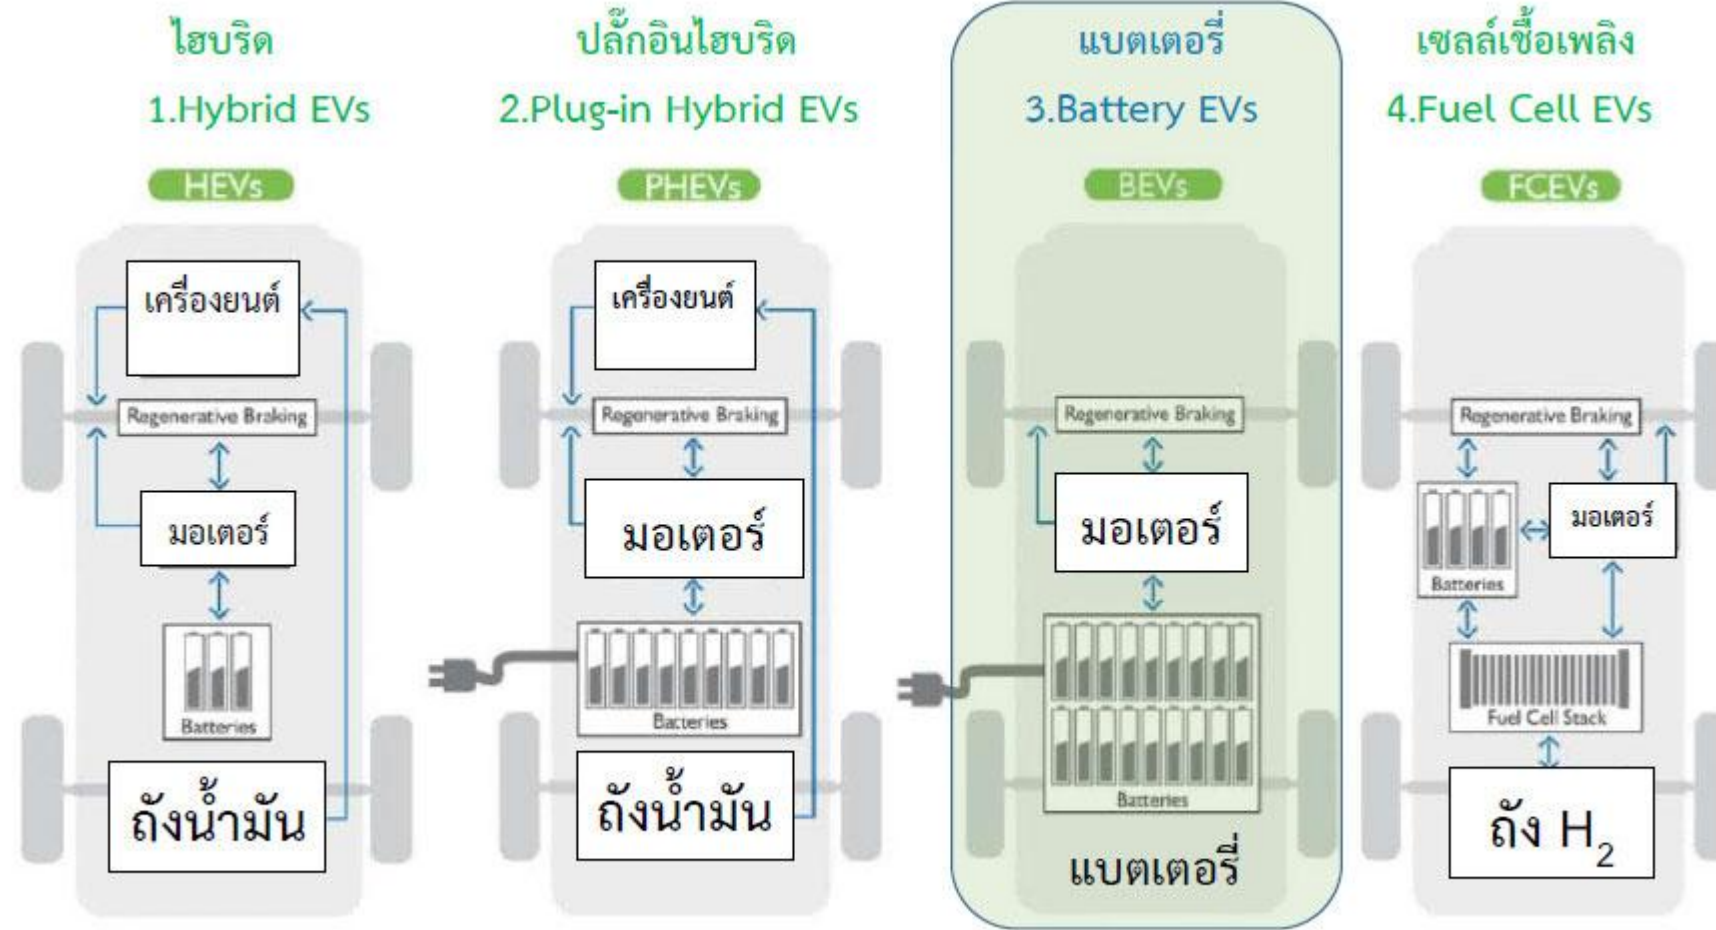 ไฮบริด
1.Hybrid EVs
HEVs
เครื่องยนต์
Regenerative Braking
มอเตอร์
Batteries
ถังน้ำมัน
ปลั๊กอินไฮบริด
2.Plug-in Hybrid EVs
PHEVs
เครื่องยนต์
Regenerative Braking
มอเตอร์
Batteries
ถังน้ำมัน
แบตเตอรี่
3.Battery EVs
BEVs
Regenerative Braking
มอเตอร์
Batteries
แบตเตอรี่
เซลล์เชื้อเพลิง
4.Fuel Cell EVs
FCEVs
Regenerative Braking
มอเตอร์
Batteries
Fuel Cell Stack
ถัง H₂